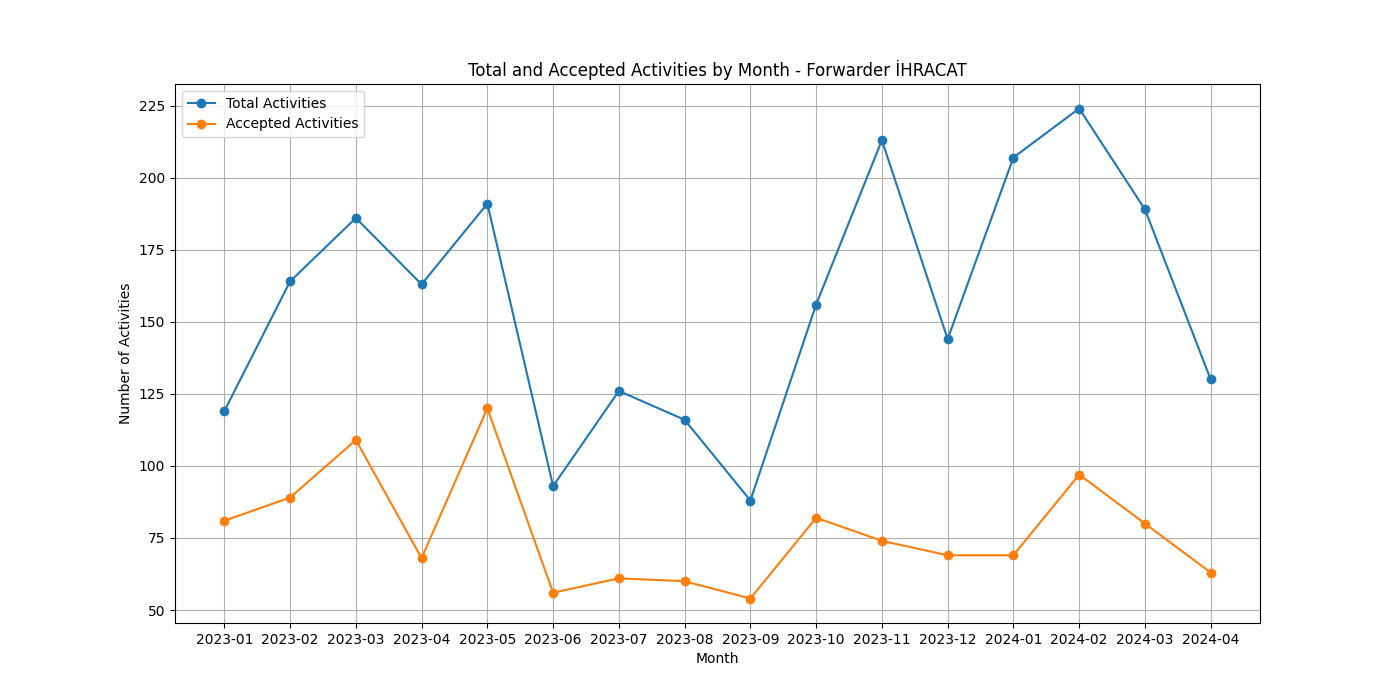 Total and Accepted Activities by Month - Forwarder İHRACAT
Total Activities
Accepted Activities
Number of Activities
225
200
175
150
125
100
75
50
2023-01 2023-02 2023-03 2023-04 2023-05 2023-06 2023-07 2023-08 2023-09 2023-10 2023-11 2023-12 2024-01 2024-02 2024-03 2024-04
Month